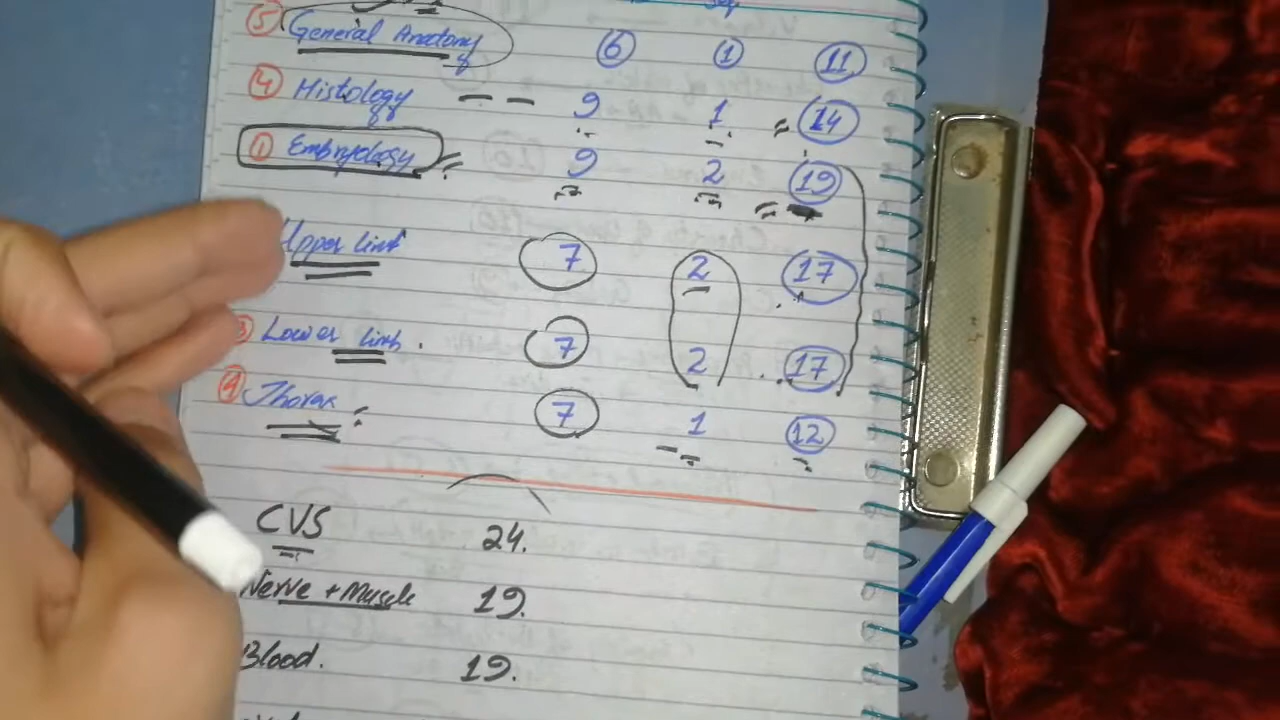 5 General Anatomy 6 1 11
4 Histology -- 9 1 = 14
1 Embryology 9 2 = 19
Upper limb 7 2 17
3 Lower limb. 7 2 17
Thorax 7 1 12
CVS 24.
Nerve + Muscle 19.
Blood. 19.